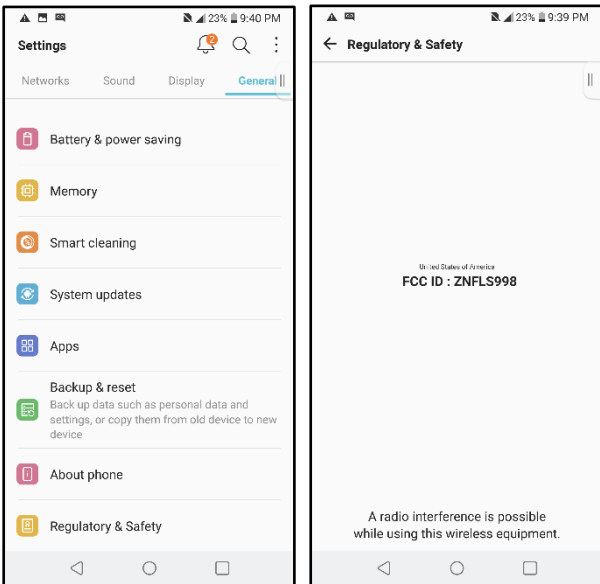 23% 9:40 PM
Settings
2
Networks Sound Display General
Battery & power saving
Memory
Smart cleaning
System updates
Apps
Backup & reset
Back up data such as personal data and
settings, or copy them from old device to new
device
About phone
Regulatory & Safety
23% 9:39 PM
Regulatory & Safety
United States of America
FCC ID : ZNFLS998
A radio interference is possible
while using this wireless equipment.